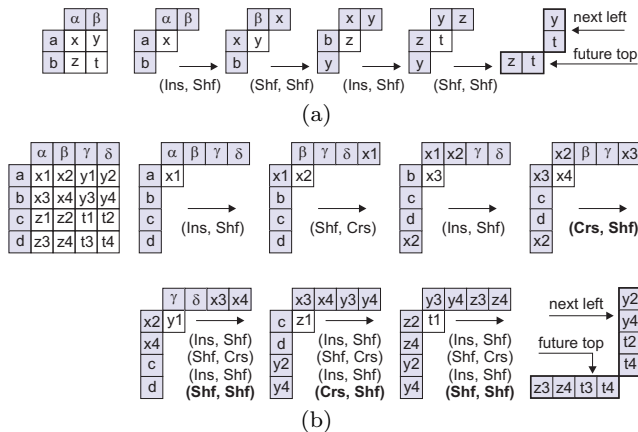 α β
a x y
b z t
α β
a x
b
(Ins, Shf)
β x
x y
b
(Shf, Shf)
x y
b z
y
(Ins, Shf)
y z
z t
y
(Shf, Shf)
y
t
z t
next left
future top
(a)
α β γ δ
a x1 x2 y1 y2
b x3 x4 y3 y4
c z1 z2 t1 t2
d z3 z4 t3 t4
α β γ δ
a x1
b
c
d
(Ins, Shf)
β γ δ x1
x1 x2
b
c
d
(Shf, Crs)
x1 x2 γ δ
b x3
c
d
x2
(Ins, Shf)
x2 β γ x3
x3 x4
c
d
x2
(Crs, Shf)
γ δ x3 x4
x2 y1
x4
c
d
(Ins, Shf)
(Shf, Crs)
(Ins, Shf)
(Shf, Shf)
x3 x4 y3 y4
c z1
d
y2
y4
(Ins, Shf)
(Shf, Crs)
(Ins, Shf)
(Crs, Shf)
y3 y4 z3 z4
z2 t1
z4
y2
y4
(Ins, Shf)
(Shf, Crs)
(Ins, Shf)
(Shf, Shf)
next left
future top
y2
y4
t2
t4
z3 z4 t3 t4
(b)